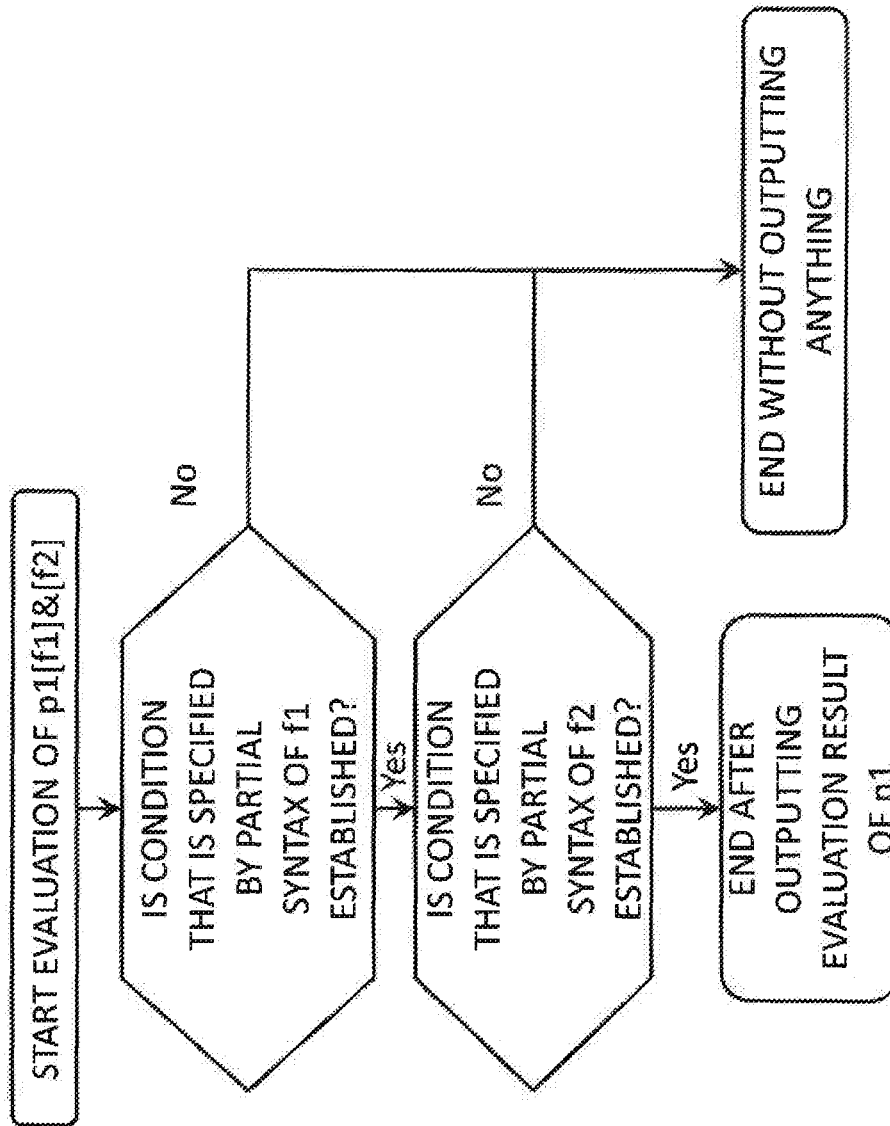 START EVALUATION OF p1[f1]&[f2]
IS CONDITION
THAT IS SPECIFIED
BY PARTIAL
SYNTAX OF f1
ESTABLISHED?
No
Yes
IS CONDITION
THAT IS SPECIFIED
BY PARTIAL
SYNTAX OF f2
ESTABLISHED?
No
Yes
END AFTER
OUTPUTTING
EVALUATION RESULT
OF p1
END WITHOUT OUTPUTTING
ANYTHING